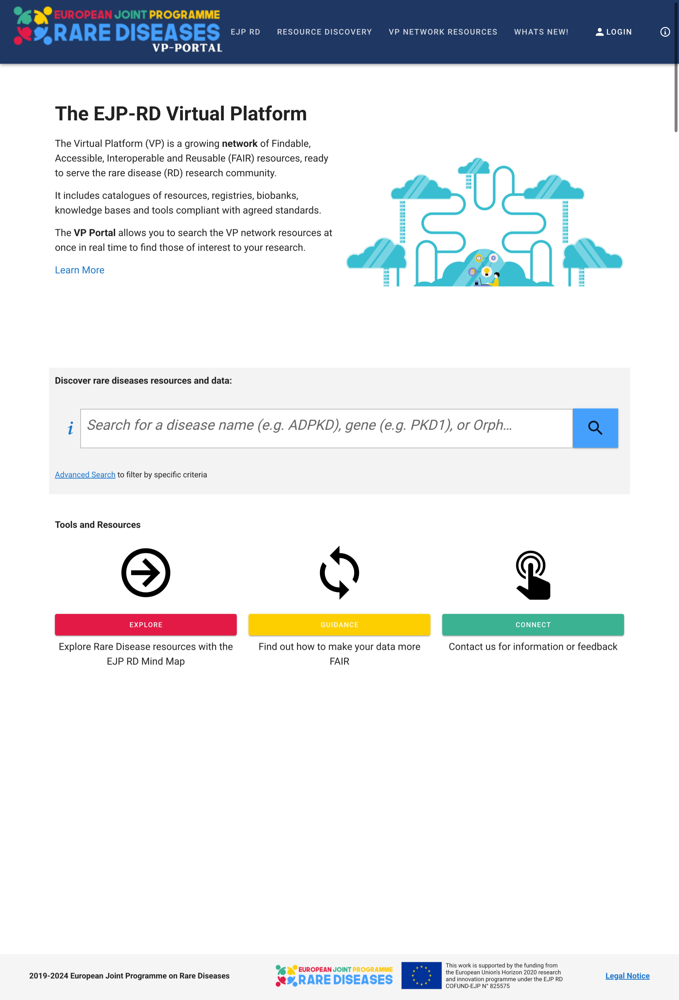 EUROPEAN JOINT PROGRAMME
RARE DISEASES
VP-PORTAL
EJP RD
RESOURCE DISCOVERY
VP NETWORK RESOURCES
WHATS NEW!
LOGIN
The EJP-RD Virtual Platform
The Virtual Platform (VP) is a growing network of Findable,
Accessible, Interoperable and Reusable (FAIR) resources, ready
to serve the rare disease (RD) research community.
It includes catalogues of resources, registries, biobanks,
knowledge bases and tools compliant with agreed standards.
The VP Portal allows you to search the VP network resources at
once in real time to find those of interest to your research.
Learn More
Discover rare diseases resources and data:
Search for a disease name (e.g. ADPKD), gene (e.g. PKD1), or Orph...
Advanced Search to filter by specific criteria
Tools and Resources
EXPLORE
Explore Rare Disease resources with the
EJP RD Mind Map
GUIDANCE
Find out how to make your data more
FAIR
CONNECT
Contact us for information or feedback
2019-2024 European Joint Programme on Rare Diseases
EUROPEAN JOINT PROGRAMME
RARE DISEASES
This work is supported by the funding from
the European Union's Horizon 2020 research
and innovation programme under the EJP RD
COFUND-EJP N° 825575
Legal Notice